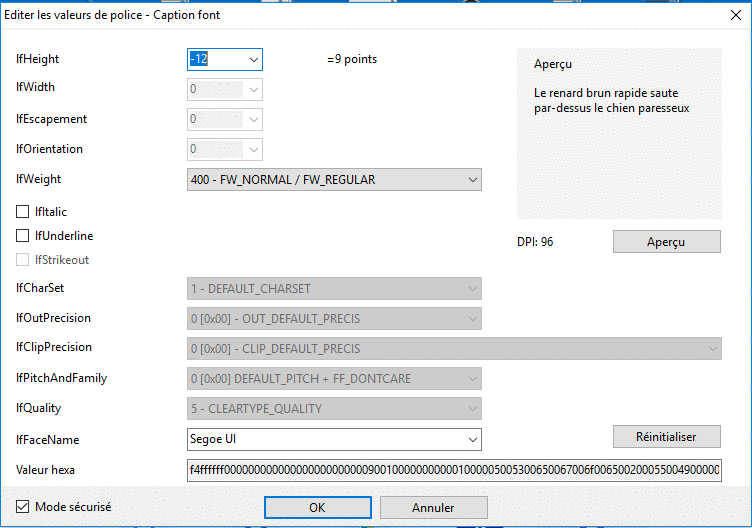 Editer les valeurs de police - Caption font
lfHeight
-12
=9 points
lfWidth
0
lfEscapement
0
lfOrientation
0
lfWeight
400 - FW_NORMAL / FW_REGULAR
lfItalic
lfUnderline
lfStrikeout
Aperçu
Le renard brun rapide saute
par-dessus le chien paresseux
DPI: 96
Aperçu
lfCharSet
1 - DEFAULT_CHARSET
lfOutPrecision
0 [0x00] - OUT_DEFAULT_PRECIS
lfClipPrecision
0 [0x00] - CLIP_DEFAULT_PRECIS
lfPitchAndFamily
0 [0x00] DEFAULT_PITCH + FF_DONTCARE
lfQuality
5 - CLEARTYPE_QUALITY
lfFaceName
Segoe UI
Réinitialiser
Valeur hexa
f4ffffff0000000000000000000000009001000000000001000005005300650067006f006500200055004900000
Mode sécurisé
OK
Annuler